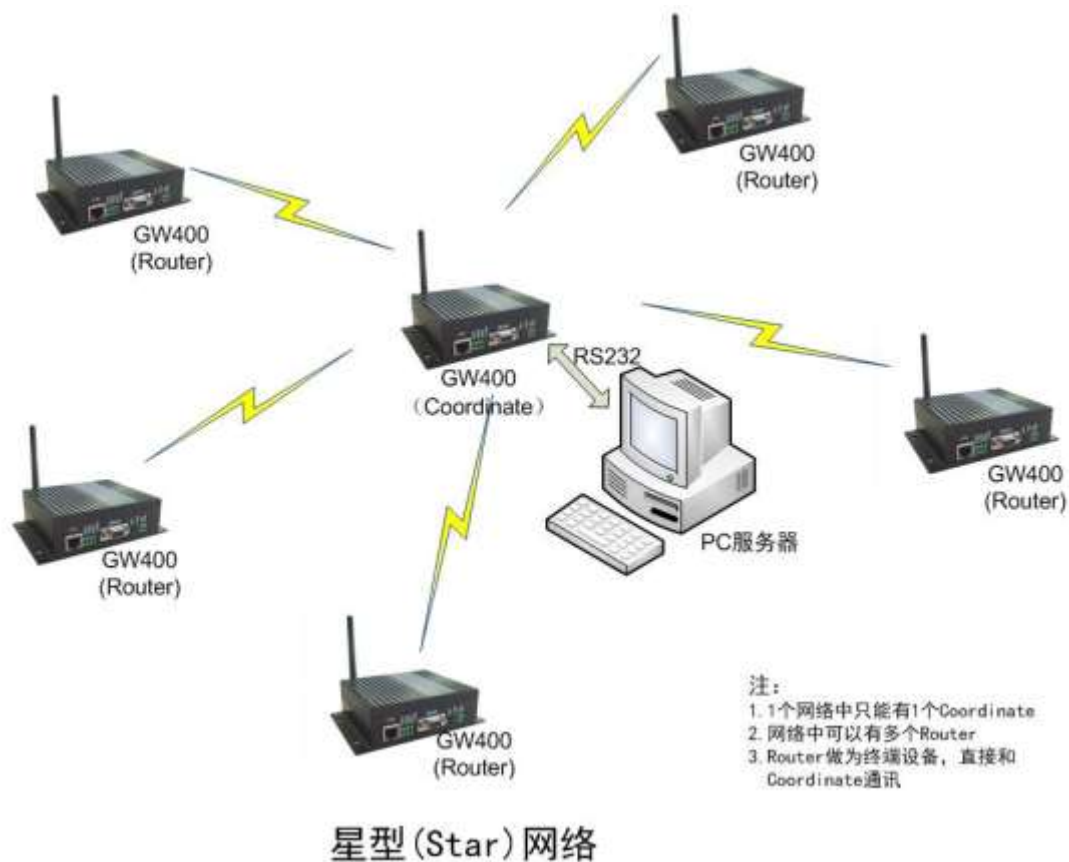 GW400
(Router)
GW400
(Router)
GW400
(Coordinate)
RS232
GW400
(Router)
GW400
(Router)
PC服务器
GW400
(Router)
注：
1.1个网络中只能有1个Coordinate
2.网络中可以有多个Router
3.Router做为终端设备，直接和
Coordinate通讯
星型(Star)网络